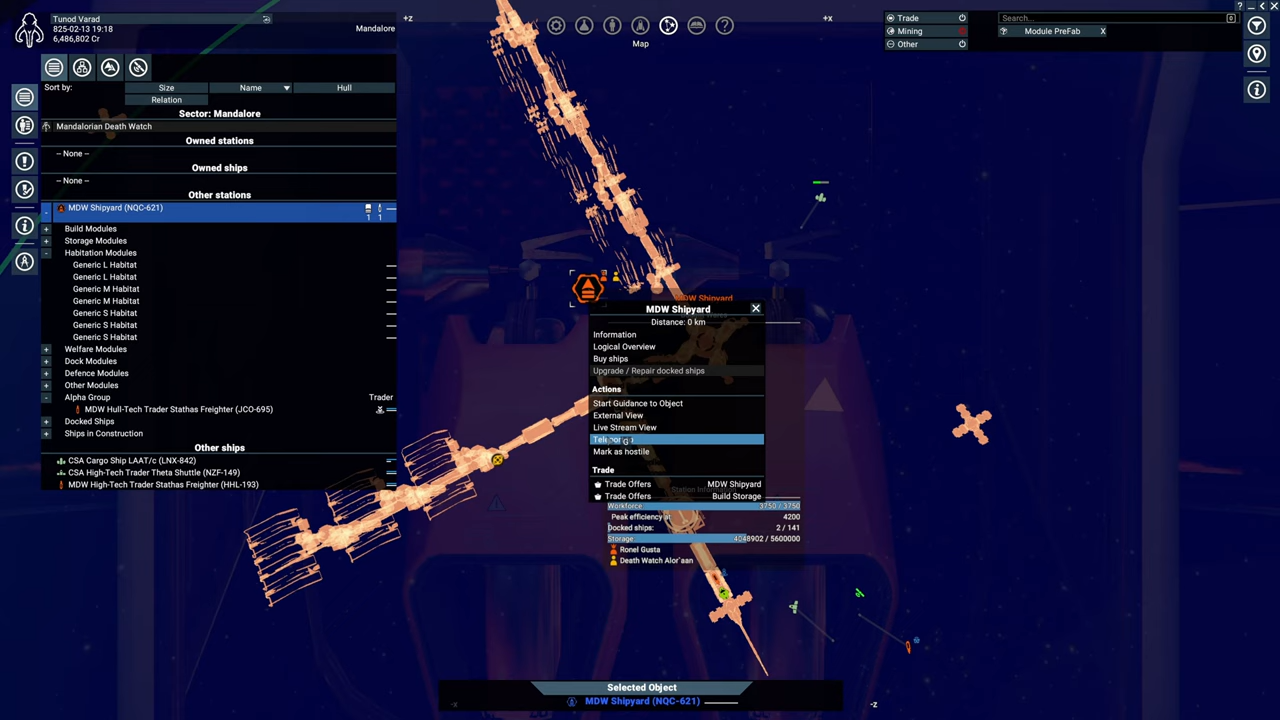 Tunod Varad
825-02-13 19:18
6,486,802 Cr
Mandalore
Sort by:
Size
Name
Hull
Relation
Sector: Mandalore
Mandalorian Death Watch
Owned stations
-- None --
Owned ships
-- None --
Other stations
- MDW Shipyard (NQC-621)
1 1
+ Build Modules
+ Storage Modules
- Habitation Modules
Generic L Habitat
Generic L Habitat
Generic M Habitat
Generic M Habitat
Generic S Habitat
Generic S Habitat
Generic S Habitat
+ Welfare Modules
+ Dock Modules
+ Defence Modules
+ Other Modules
- Alpha Group Trader
MDW Hull-Tech Trader Stathas Freighter (JCO-695)
+ Docked Ships
+ Ships in Construction
Other ships
CSA Cargo Ship LAAT/c (LNX-842)
CSA High-Tech Trader Theta Shuttle (NZF-149)
MDW High-Tech Trader Stathas Freighter (HHL-193)
+z
Map
+x
Trade
Mining
Other
Search...
Module PreFab X
MDW Shipyard
MDW Shipyard
Distance: 0 km
Information
Logical Overview
Buy ships
Upgrade / Repair docked ships
Actions
Start Guidance to Object
External View
Live Stream View
Mark as hostile
Trade
Trade Offers MDW Shipyard
Trade Offers Build Storage
Workforce: 3750 / 3750
Peak efficiency at 4200
Docked ships: 2 / 141
Storage 4048902 / 5600000
Ronel Gusta
Death Watch Alor'aan
Selected Object
MDW Shipyard (NQC-621)
-x
-z